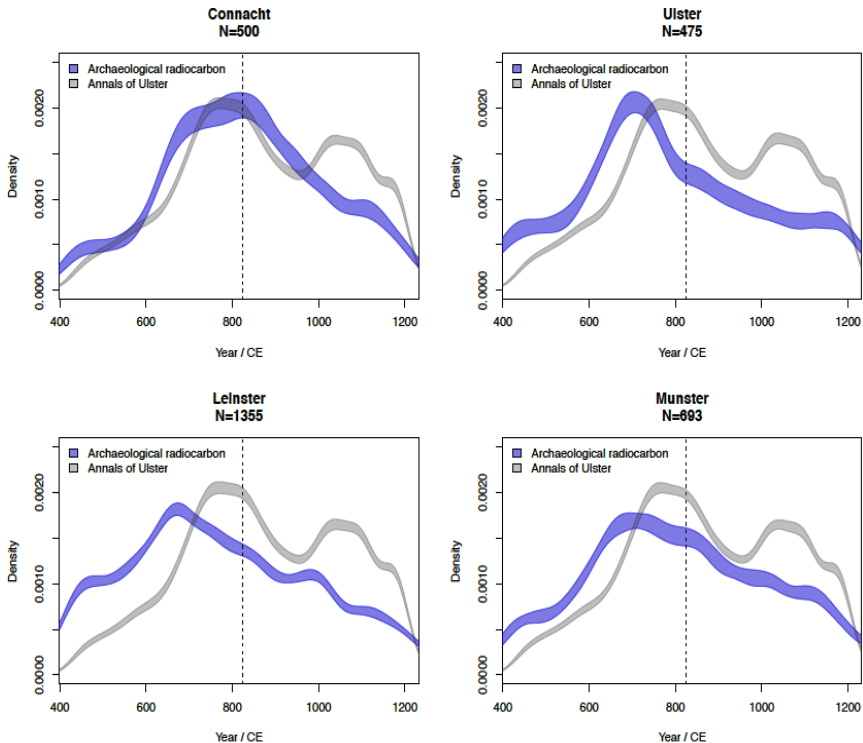 Connacht
N=500
Archaeological radiocarbon
Annals of Ulster
Density
0.0000
0.0010
0.0020
400
600
800
1000
1200
Year / CE
Ulster
N=475
Archaeological radiocarbon
Annals of Ulster
Density
0.0000
0.0010
0.0020
400
600
800
1000
1200
Year / CE
Leinster
N=1355
Archaeological radiocarbon
Annals of Ulster
Density
0.0000
0.0010
0.0020
400
600
800
1000
1200
Year / CE
Munster
N=693
Archaeological radiocarbon
Annals of Ulster
Density
0.0000
0.0010
0.0020
400
600
800
1000
1200
Year / CE